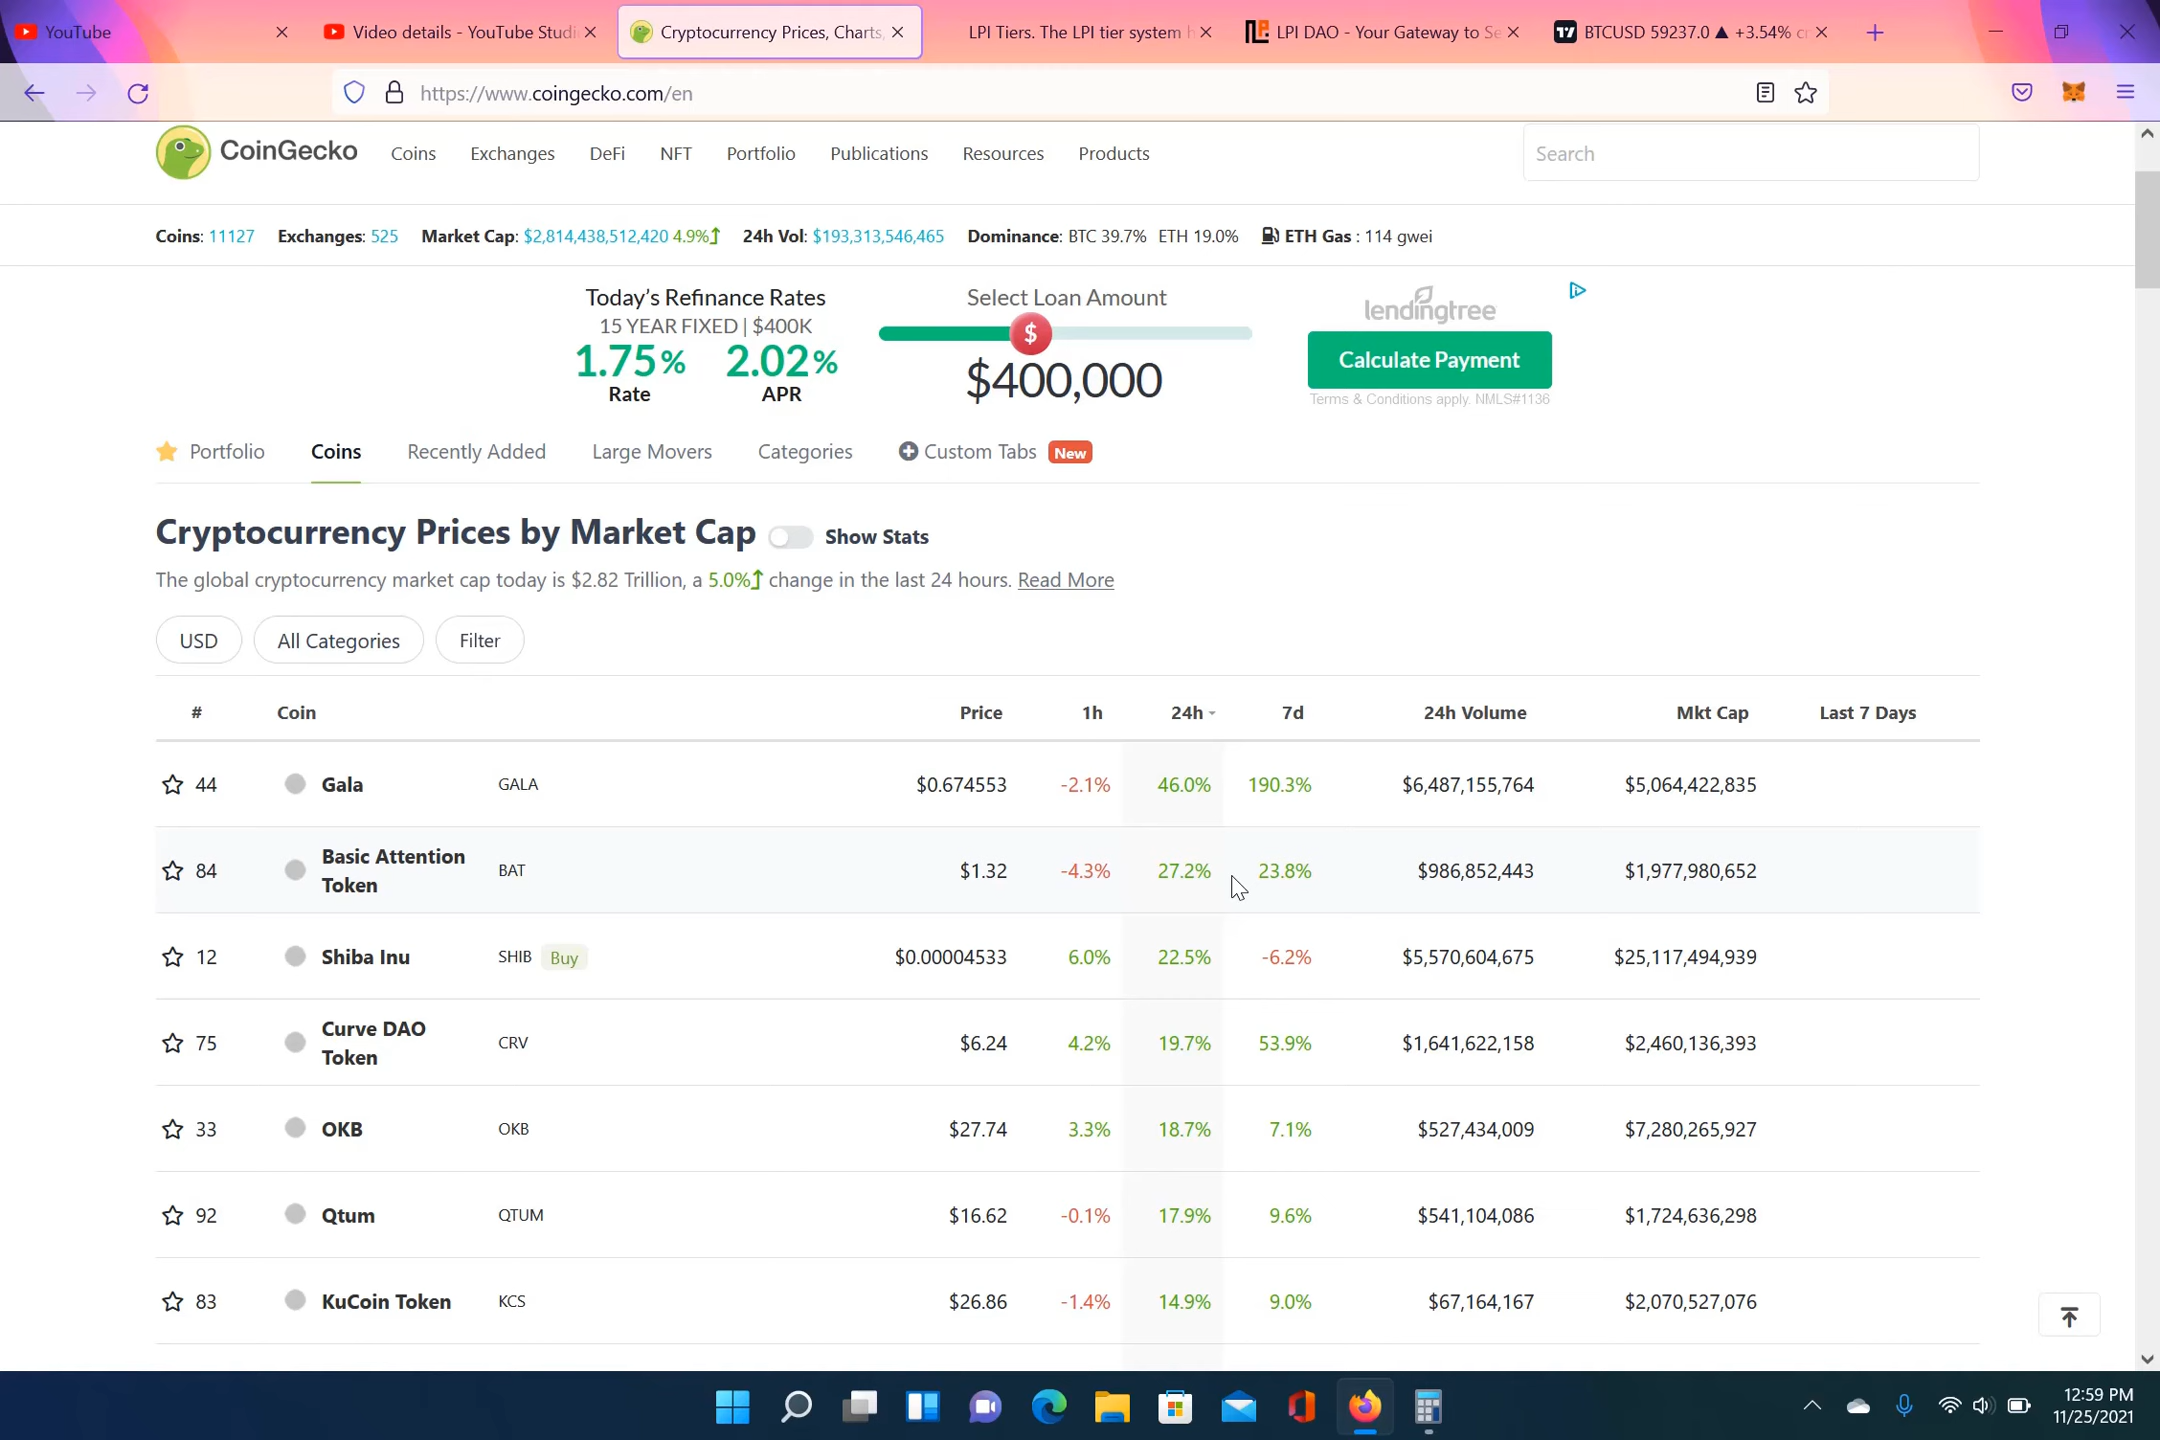 YouTube
Video details - YouTube Studi
Cryptocurrency Prices, Charts,
LPI Tiers. The LPI tier system h
LPI DAO - Your Gateway to Se
BTCUSD 59237.0 ▲ +3.54% c
https://www.coingecko.com/en
CoinGecko
Coins
Exchanges
DeFi
NFT
Portfolio
Publications
Resources
Products
Search
Coins: 11127 Exchanges: 525 Market Cap: $2,814,438,512,420 4.9% 24h Vol: $193,313,546,465 Dominance: BTC 39.7% ETH 19.0% ETH Gas : 114 gwei
Today's Refinance Rates
15 YEAR FIXED | $400K
1.75% 2.02%
Rate APR
Select Loan Amount
$
$400,000
lendingtree
Calculate Payment
Terms & Conditions apply. NMLS#1136
Portfolio Coins Recently Added Large Movers Categories Custom Tabs New
Cryptocurrency Prices by Market Cap Show Stats
The global cryptocurrency market cap today is $2.82 Trillion, a 5.0% change in the last 24 hours. Read More
USD All Categories Filter
# Coin Price 1h 24h 7d 24h Volume Mkt Cap Last 7 Days
44 Gala GALA $0.674553 -2.1% 46.0% 190.3% $6,487,155,764 $5,064,422,835
84 Basic Attention Token BAT $1.32 -4.3% 27.2% 23.8% $986,852,443 $1,977,980,652
12 Shiba Inu SHIB Buy $0.00004533 6.0% 22.5% -6.2% $5,570,604,675 $25,117,494,939
75 Curve DAO Token CRV $6.24 4.2% 19.7% 53.9% $1,641,622,158 $2,460,136,393
33 OKB OKB $27.74 3.3% 18.7% 7.1% $527,434,009 $7,280,265,927
92 Qtum QTUM $16.62 -0.1% 17.9% 9.6% $541,104,086 $1,724,636,298
83 KuCoin Token KCS $26.86 -1.4% 14.9% 9.0% $67,164,167 $2,070,527,076
12:59 PM
11/25/2021